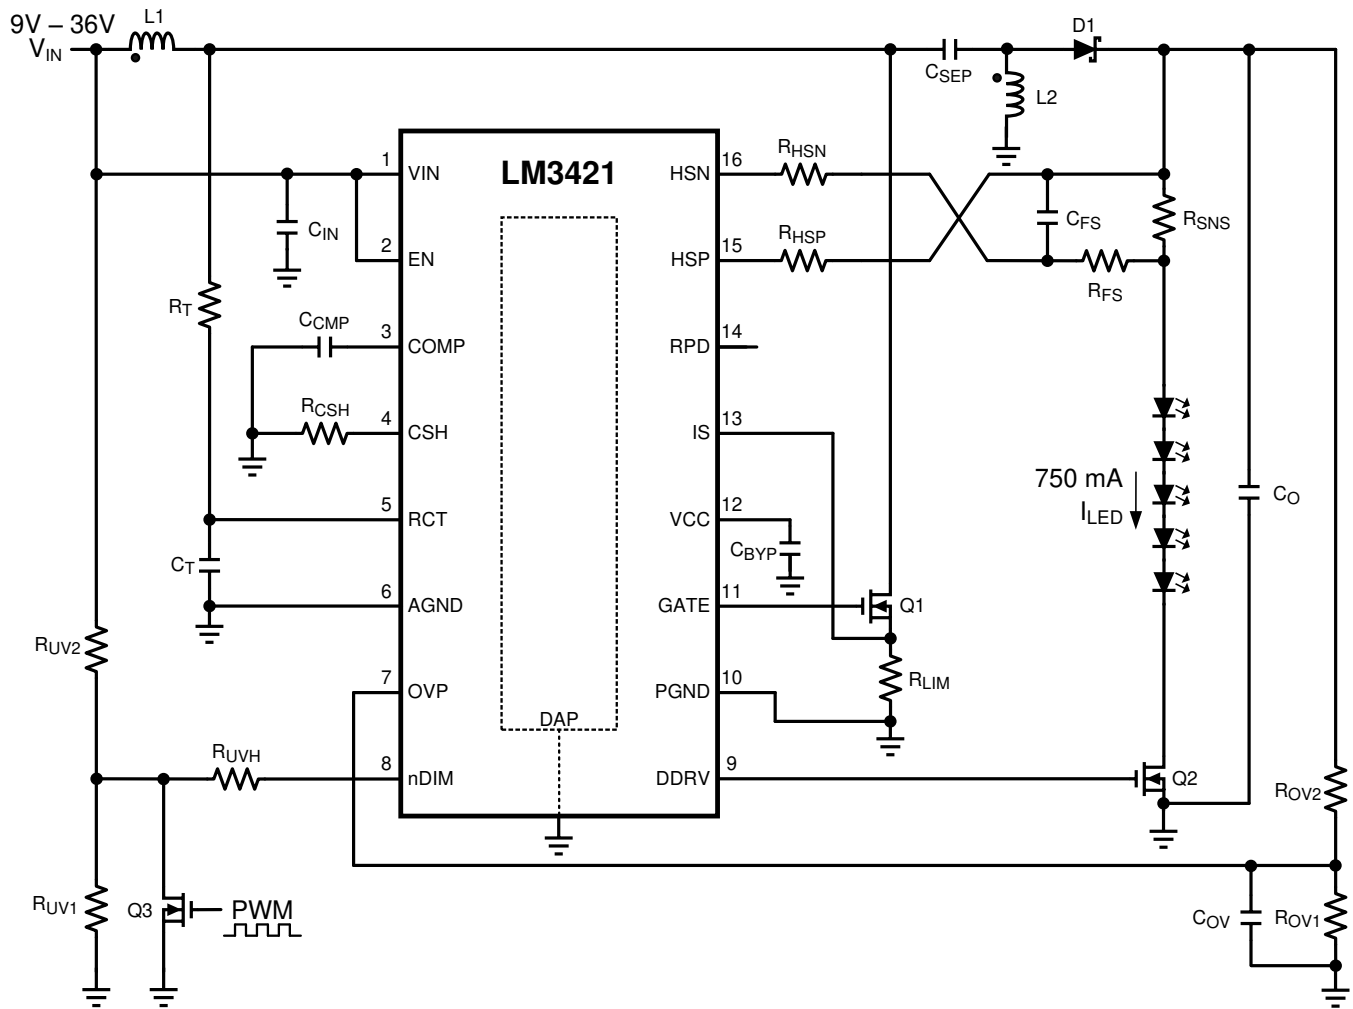 9V – 36V
VIN
L1
D1
CSEP
L2
LM3421
1
VIN
HSN
16
RHSN
CIN
CFS
RSNS
2
EN
HSP
15
RHSP
RFS
RT
CCMP
3
COMP
RPD
14
RCSH
4
CSH
IS
13
750 mA
ILED
CO
5
RCT
VCC
12
CBYP
CT
6
AGND
GATE
11
Q1
RUV2
7
OVP
PGND
10
RLIM
DAP
RUVH
8
nDIM
DDRV
9
Q2
ROV2
RUV1
Q3
PWM
COV
ROV1